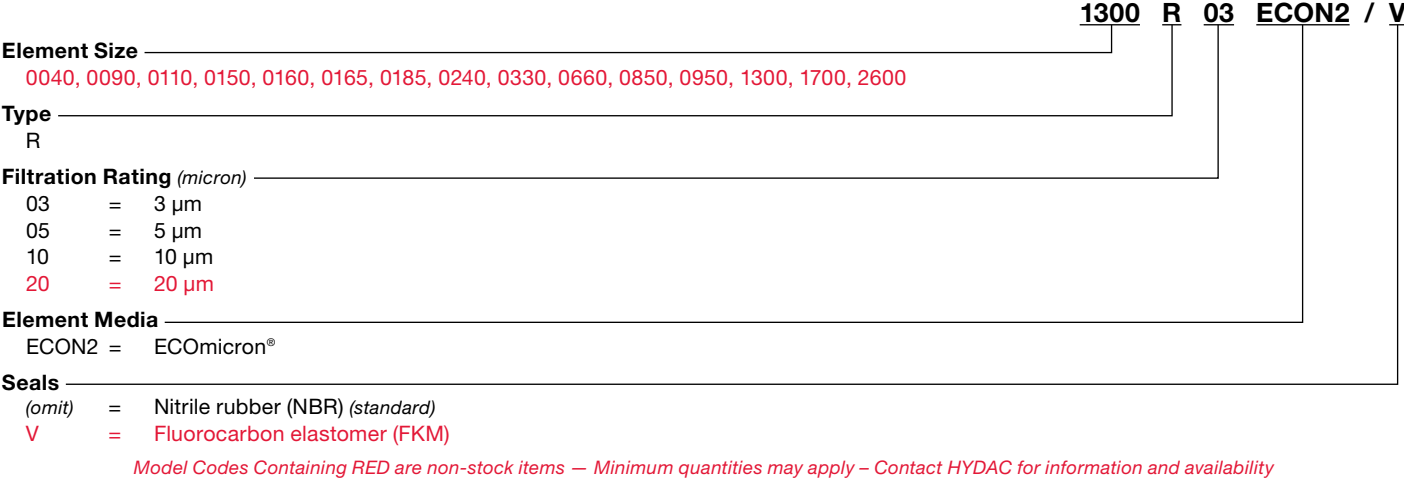 1300 R 03 ECON2 / V
Element Size
0040, 0090, 0110, 0150, 0160, 0165, 0185, 0240, 0330, 0660, 0850, 0950, 1300, 1700, 2600
Type
R
Filtration Rating (micron)
03 = 3 µm
05 = 5 µm
10 = 10 µm
20 = 20 µm
Element Media
ECON2 = ECOmicron®
Seals
(omit) = Nitrile rubber (NBR) (standard)
V = Fluorocarbon elastomer (FKM)
Model Codes Containing RED are non-stock items — Minimum quantities may apply – Contact HYDAC for information and availability